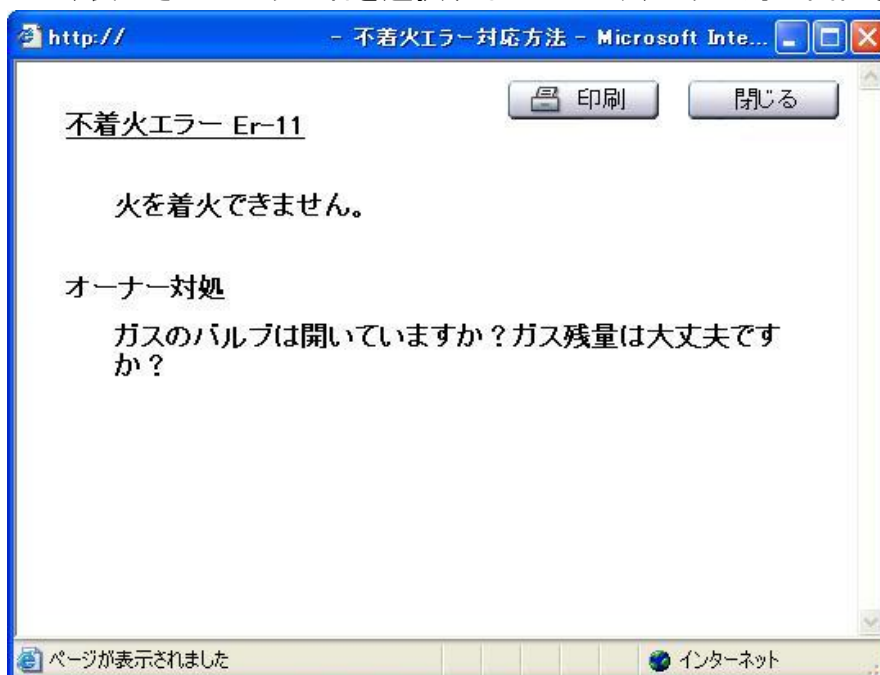 http:// - 不着火エラー対応方法 - Microsoft Inte...
印刷 閉じる
不着火エラー Er-11
火を着火できません。
オーナー対処
ガスのバルブは開いていますか？ガス残量は大丈夫です
か？
ページが表示されました インターネット